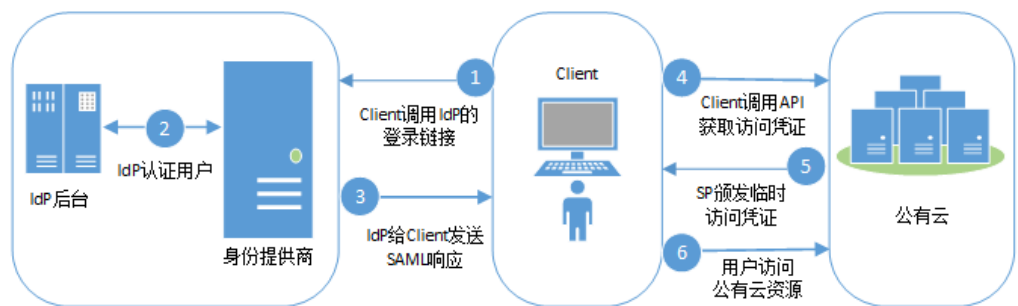 1
Client调用IdP的
登录链接
2
IdP认证用户
IdP后台
身份提供商
3
IdP给Client发送
SAML响应
Client
4
Client调用API
获取访问凭证
5
SP颁发临时
访问凭证
6
用户访问
公有云资源
公有云